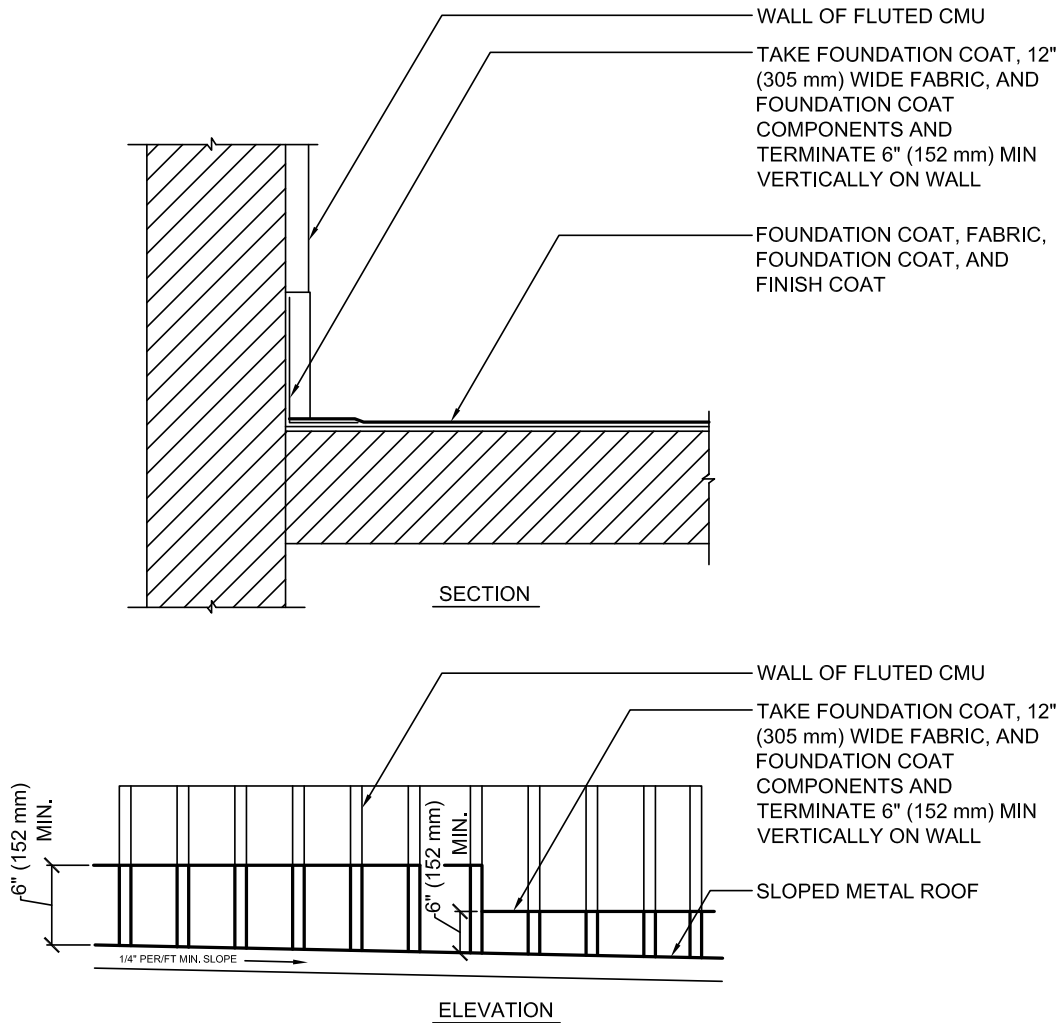 WALL OF FLUTED CMU
TAKE FOUNDATION COAT, 12"
(305 mm) WIDE FABRIC, AND
FOUNDATION COAT
COMPONENTS AND
TERMINATE 6" (152 mm) MIN
VERTICALLY ON WALL
FOUNDATION COAT, FABRIC,
FOUNDATION COAT, AND
FINISH COAT
SECTION
WALL OF FLUTED CMU
TAKE FOUNDATION COAT, 12"
(305 mm) WIDE FABRIC, AND
FOUNDATION COAT
COMPONENTS AND
TERMINATE 6" (152 mm) MIN
VERTICALLY ON WALL
6" (152 mm)
MIN.
6" (152 mm)
MIN.
SLOPED METAL ROOF
1/4" PER/FT MIN. SLOPE
ELEVATION